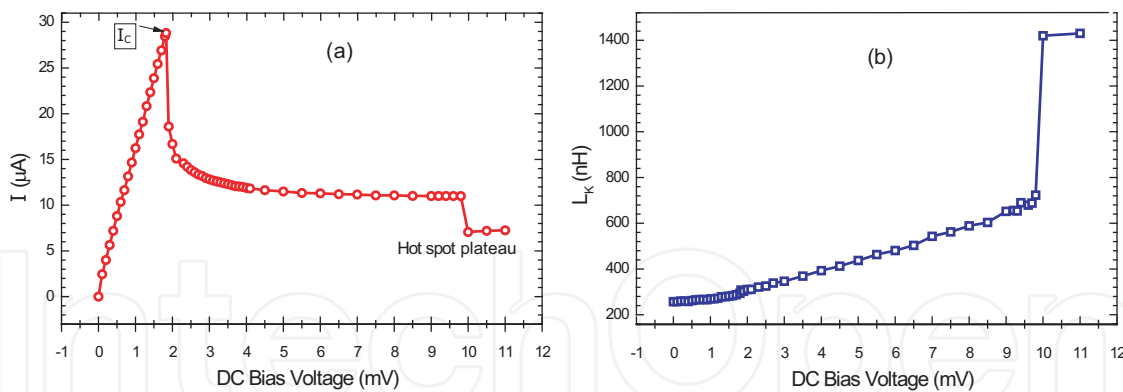 (a)
I_C
I (µA)
30
25
20
15
10
5
0
Hot spot plateau
-1 0 1 2 3 4 5 6 7 8 9 10 11 12
DC Bias Voltage (mV)
(b)
L_K (nH)
1400
1200
1000
800
600
400
200
-1 0 1 2 3 4 5 6 7 8 9 10 11 12
DC Bias Voltage (mV)
IntechOpen